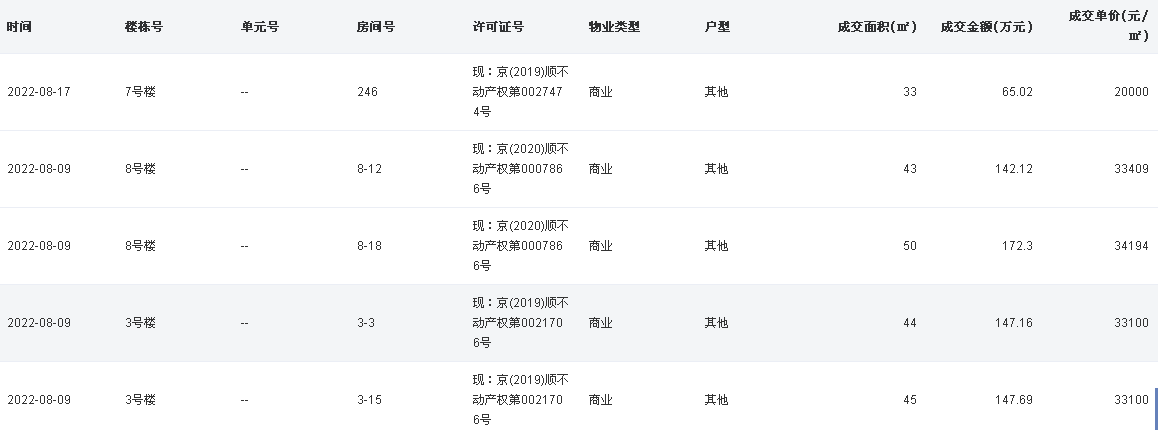 时间 楼栋号 单元号 房间号 许可证号 物业类型 户型 成交面积(㎡) 成交金额(万元) 成交单价(元/
㎡)
现：京(2019)顺不
2022-08-17 7号楼 -- 246 动产权第002747 商业 其他 33 65.02 20000
4号
现：京(2020)顺不
2022-08-09 8号楼 -- 8-12 动产权第000786 商业 其他 43 142.12 33409
6号
现：京(2020)顺不
2022-08-09 8号楼 -- 8-18 动产权第000786 商业 其他 50 172.3 34194
6号
现：京(2019)顺不
2022-08-09 3号楼 -- 3-3 动产权第002170 商业 其他 44 147.16 33100
6号
现：京(2019)顺不
2022-08-09 3号楼 -- 3-15 动产权第002170 商业 其他 45 147.69 33100
6号